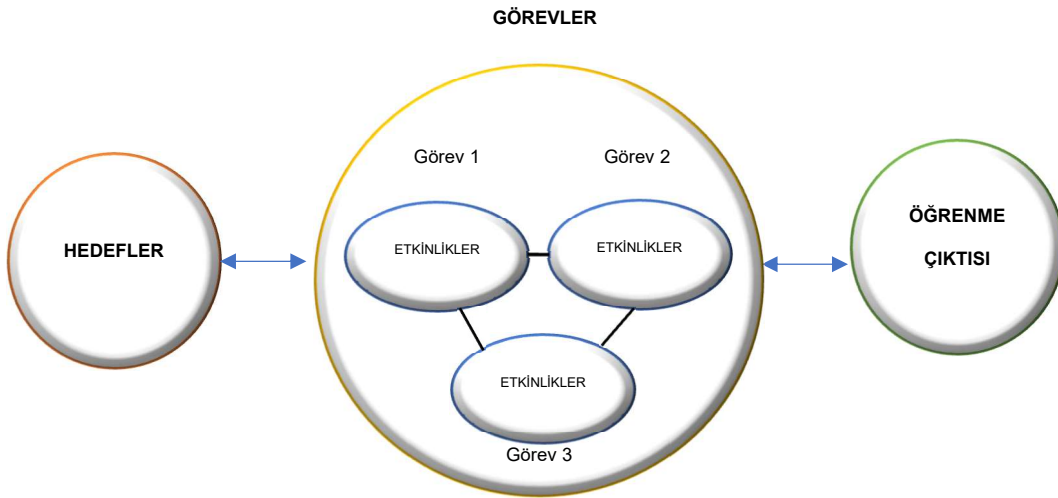 GÖREVLER
Görev 1
Görev 2
HEDEFLER
ETKİNLİKLER
ETKİNLİKLER
ÖĞRENME
ÇIKTISI
ETKİNLİKLER
Görev 3